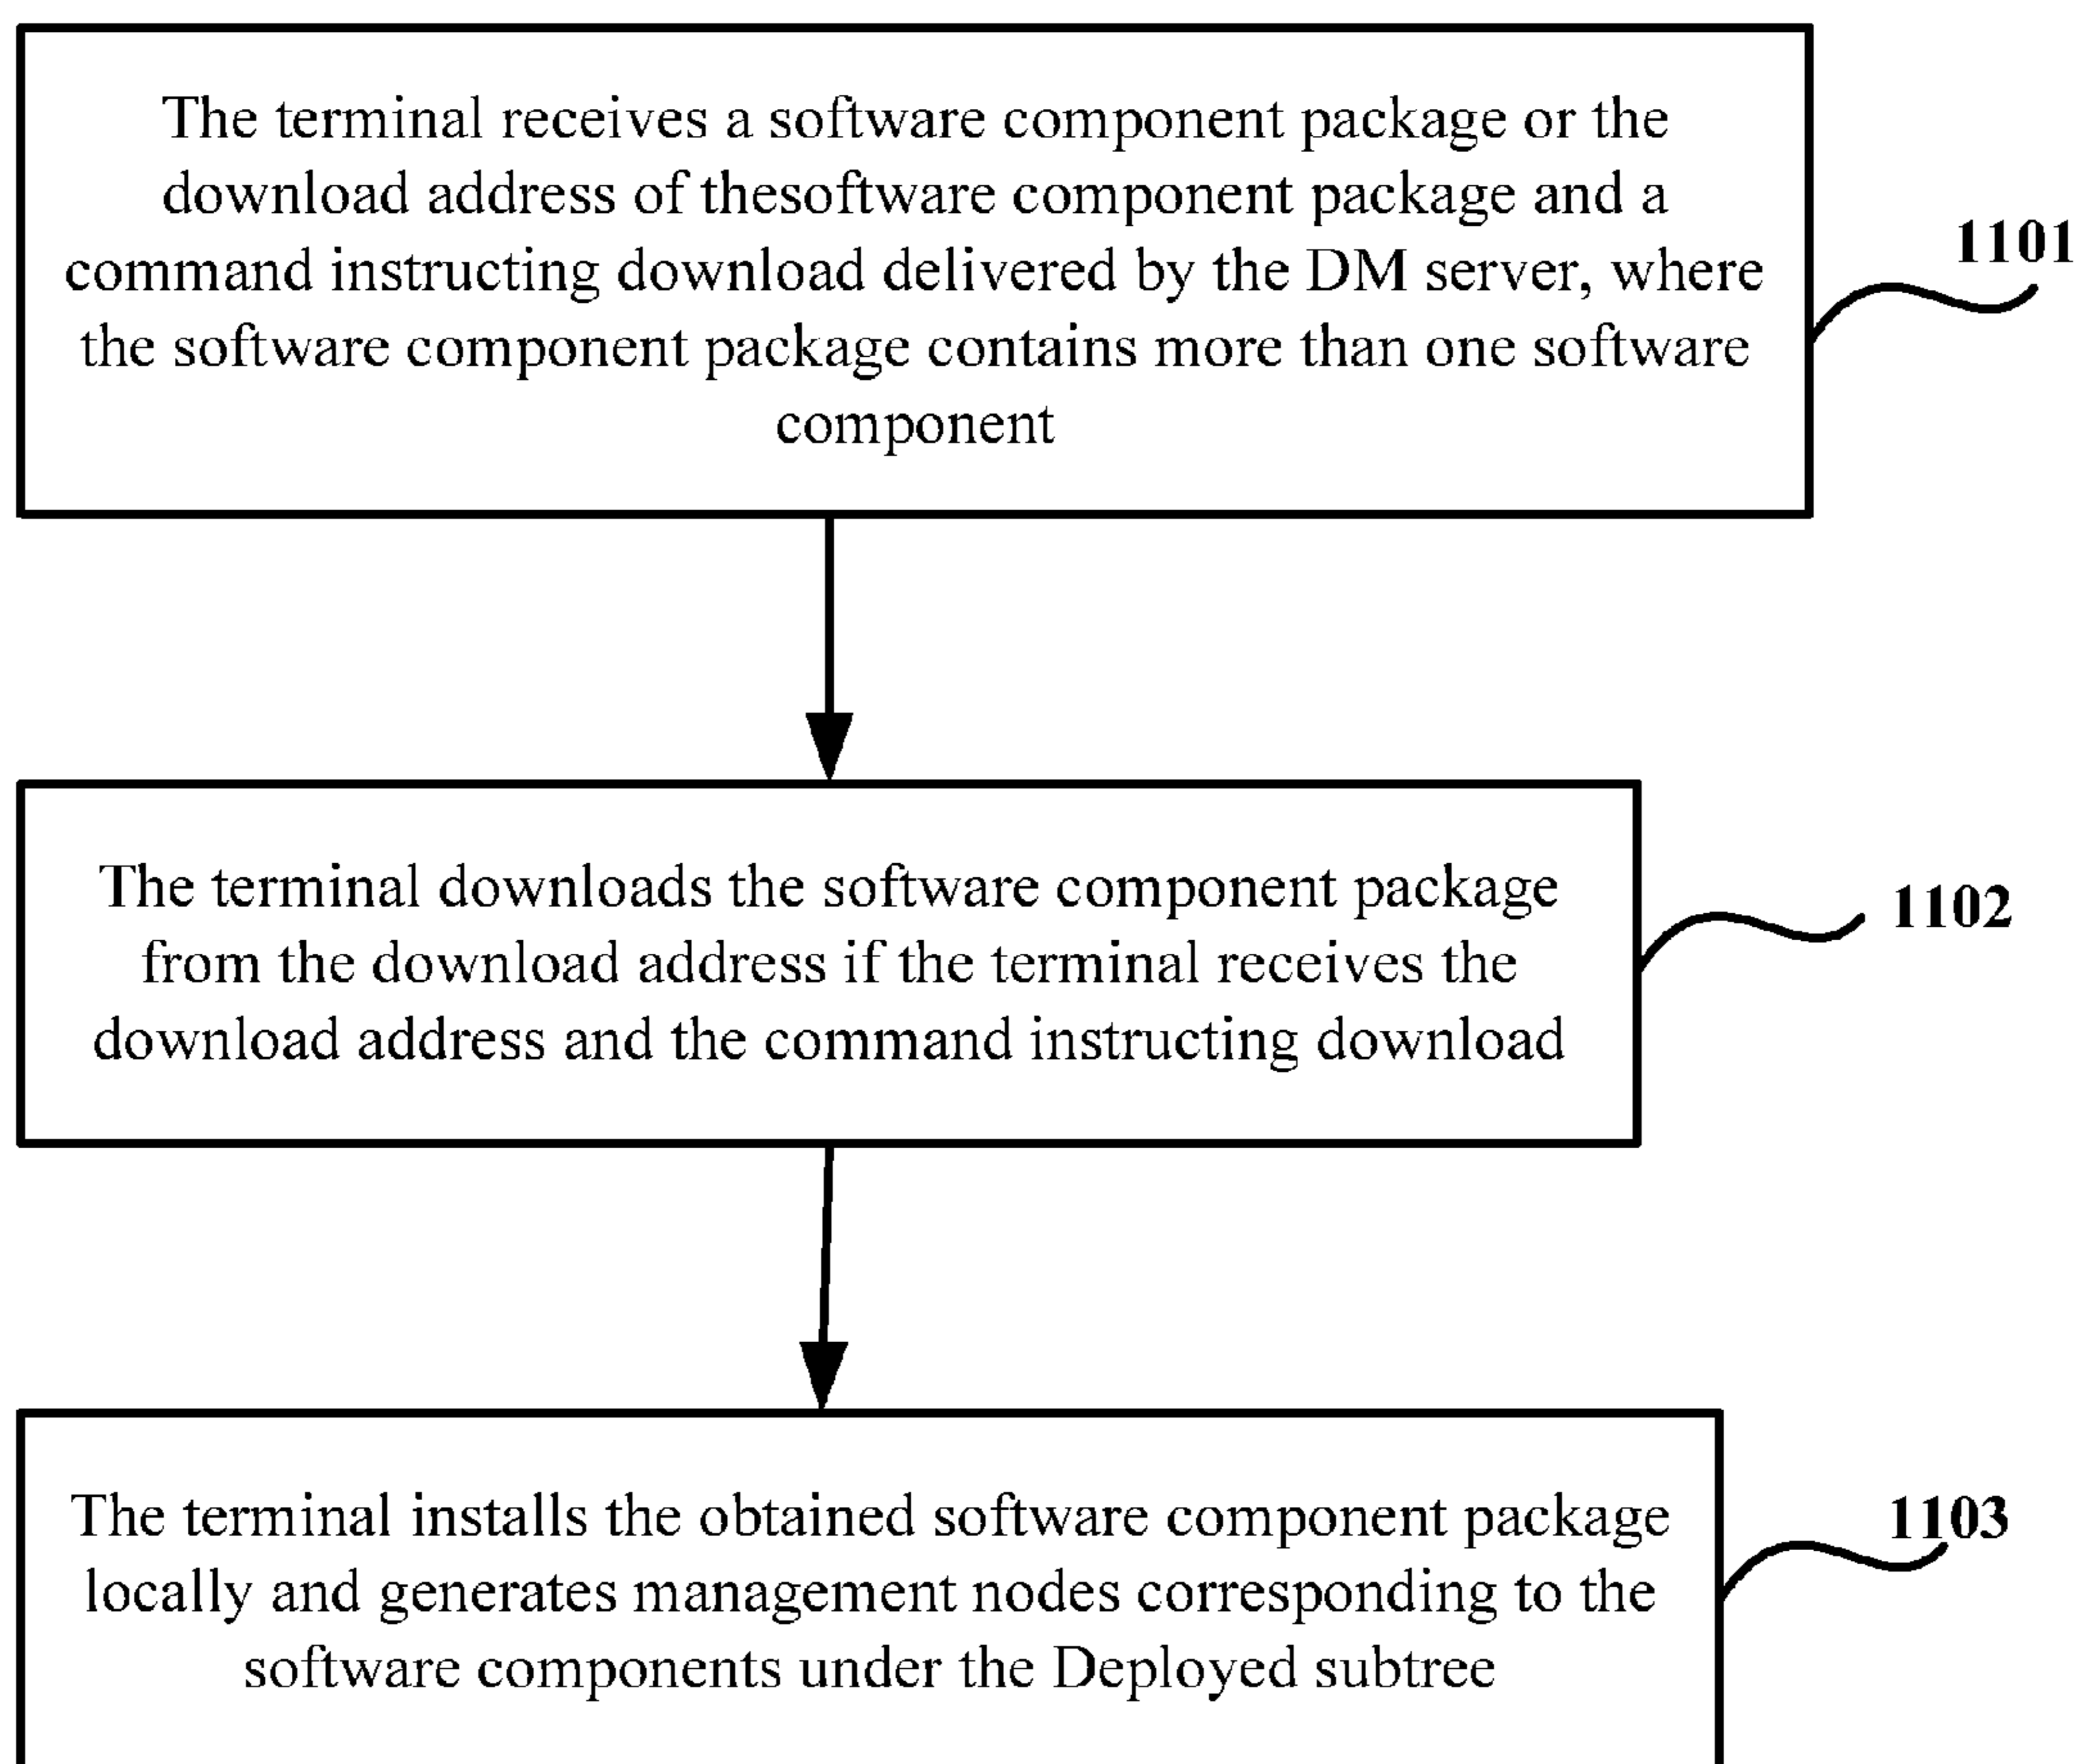 The terminal receives a software component package or the
download address of thesoftware component package and a
command instructing download delivered by the DM server, where
the software component package contains more than one software
component
1101
The terminal downloads the software component package
from the download address if the terminal receives the
download address and the command instructing download
1102
The terminal installs the obtained software component package
locally and generates management nodes corresponding to the
software components under the Deployed subtree
1103